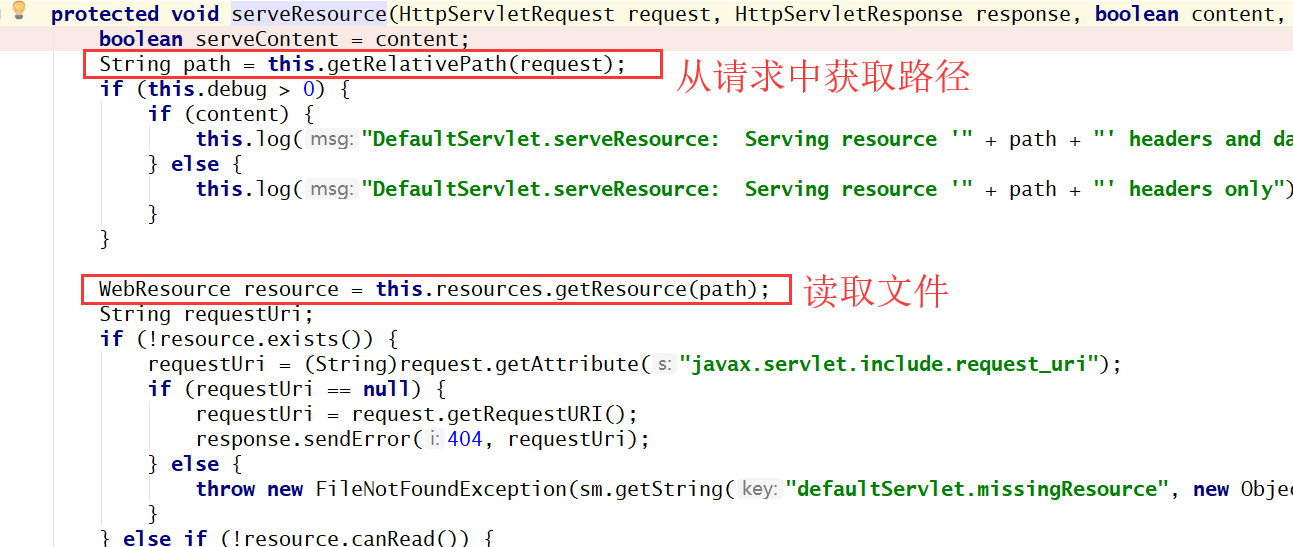 protected void serveResource(HttpServletRequest request, HttpServletResponse response, boolean content,
boolean serveContent = content;
String path = this.getRelativePath(request);
从请求中获取路径
if (this.debug > 0) {
if (content) {
this.log( msg: "DefaultServlet.serveResource:  Serving resource '" + path + "' headers and da
} else {
this.log( msg: "DefaultServlet.serveResource:  Serving resource '" + path + "' headers only")
}
}
WebResource resource = this.resources.getResource(path);
读取文件
String requestUri;
if (!resource.exists()) {
requestUri = (String)request.getAttribute( s: "javax.servlet.include.request_uri");
if (requestUri == null) {
requestUri = request.getRequestURI();
response.sendError( i: 404, requestUri);
} else {
throw new FileNotFoundException(sm.getString( key: "defaultServlet.missingResource", new Objec
}
} else if (!resource.canRead()) {